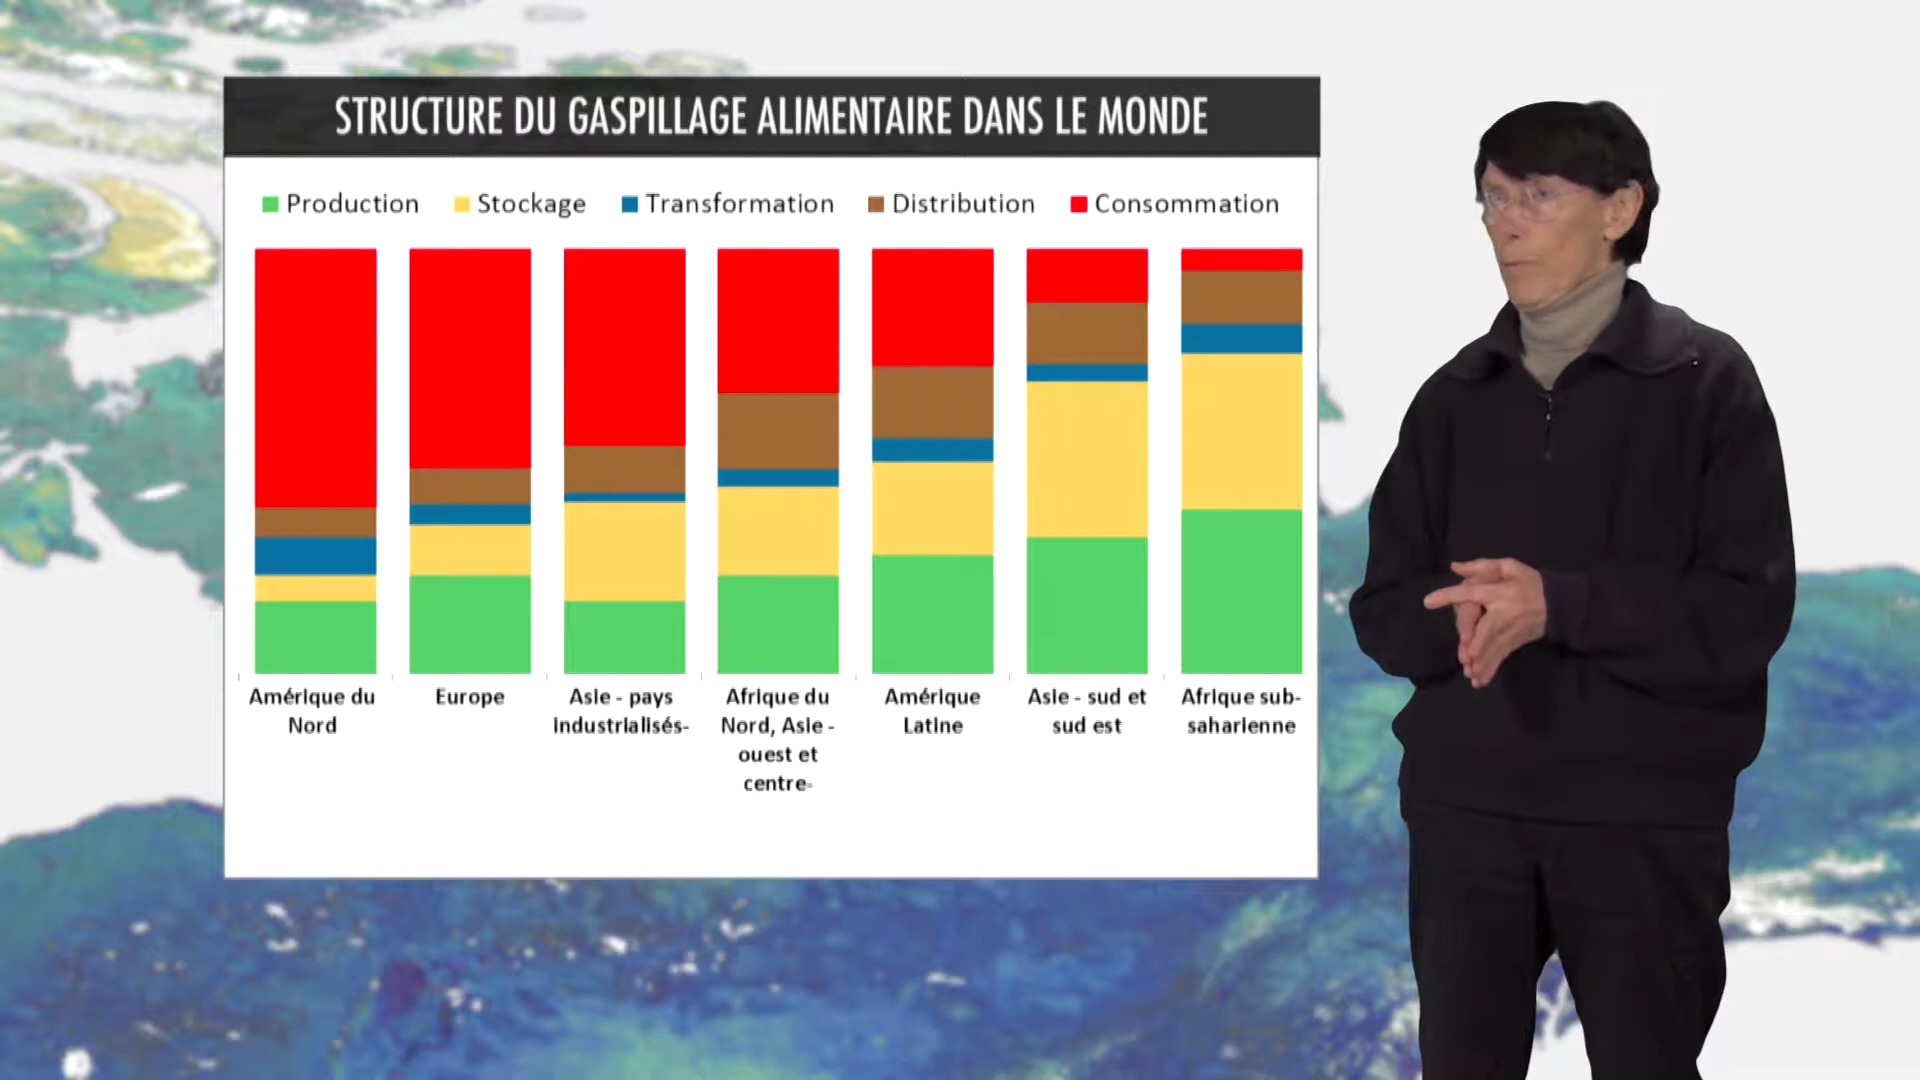 STRUCTURE DU GASPILLAGE ALIMENTAIRE DANS LE MONDE
Production Stockage Transformation Distribution Consommation
Amérique du
Nord
Europe
Asie - pays
industrialisés-
Afrique du
Nord, Asie -
ouest et
centre-
Amérique
Latine
Asie - sud et
sud est
Afrique sub-
saharienne